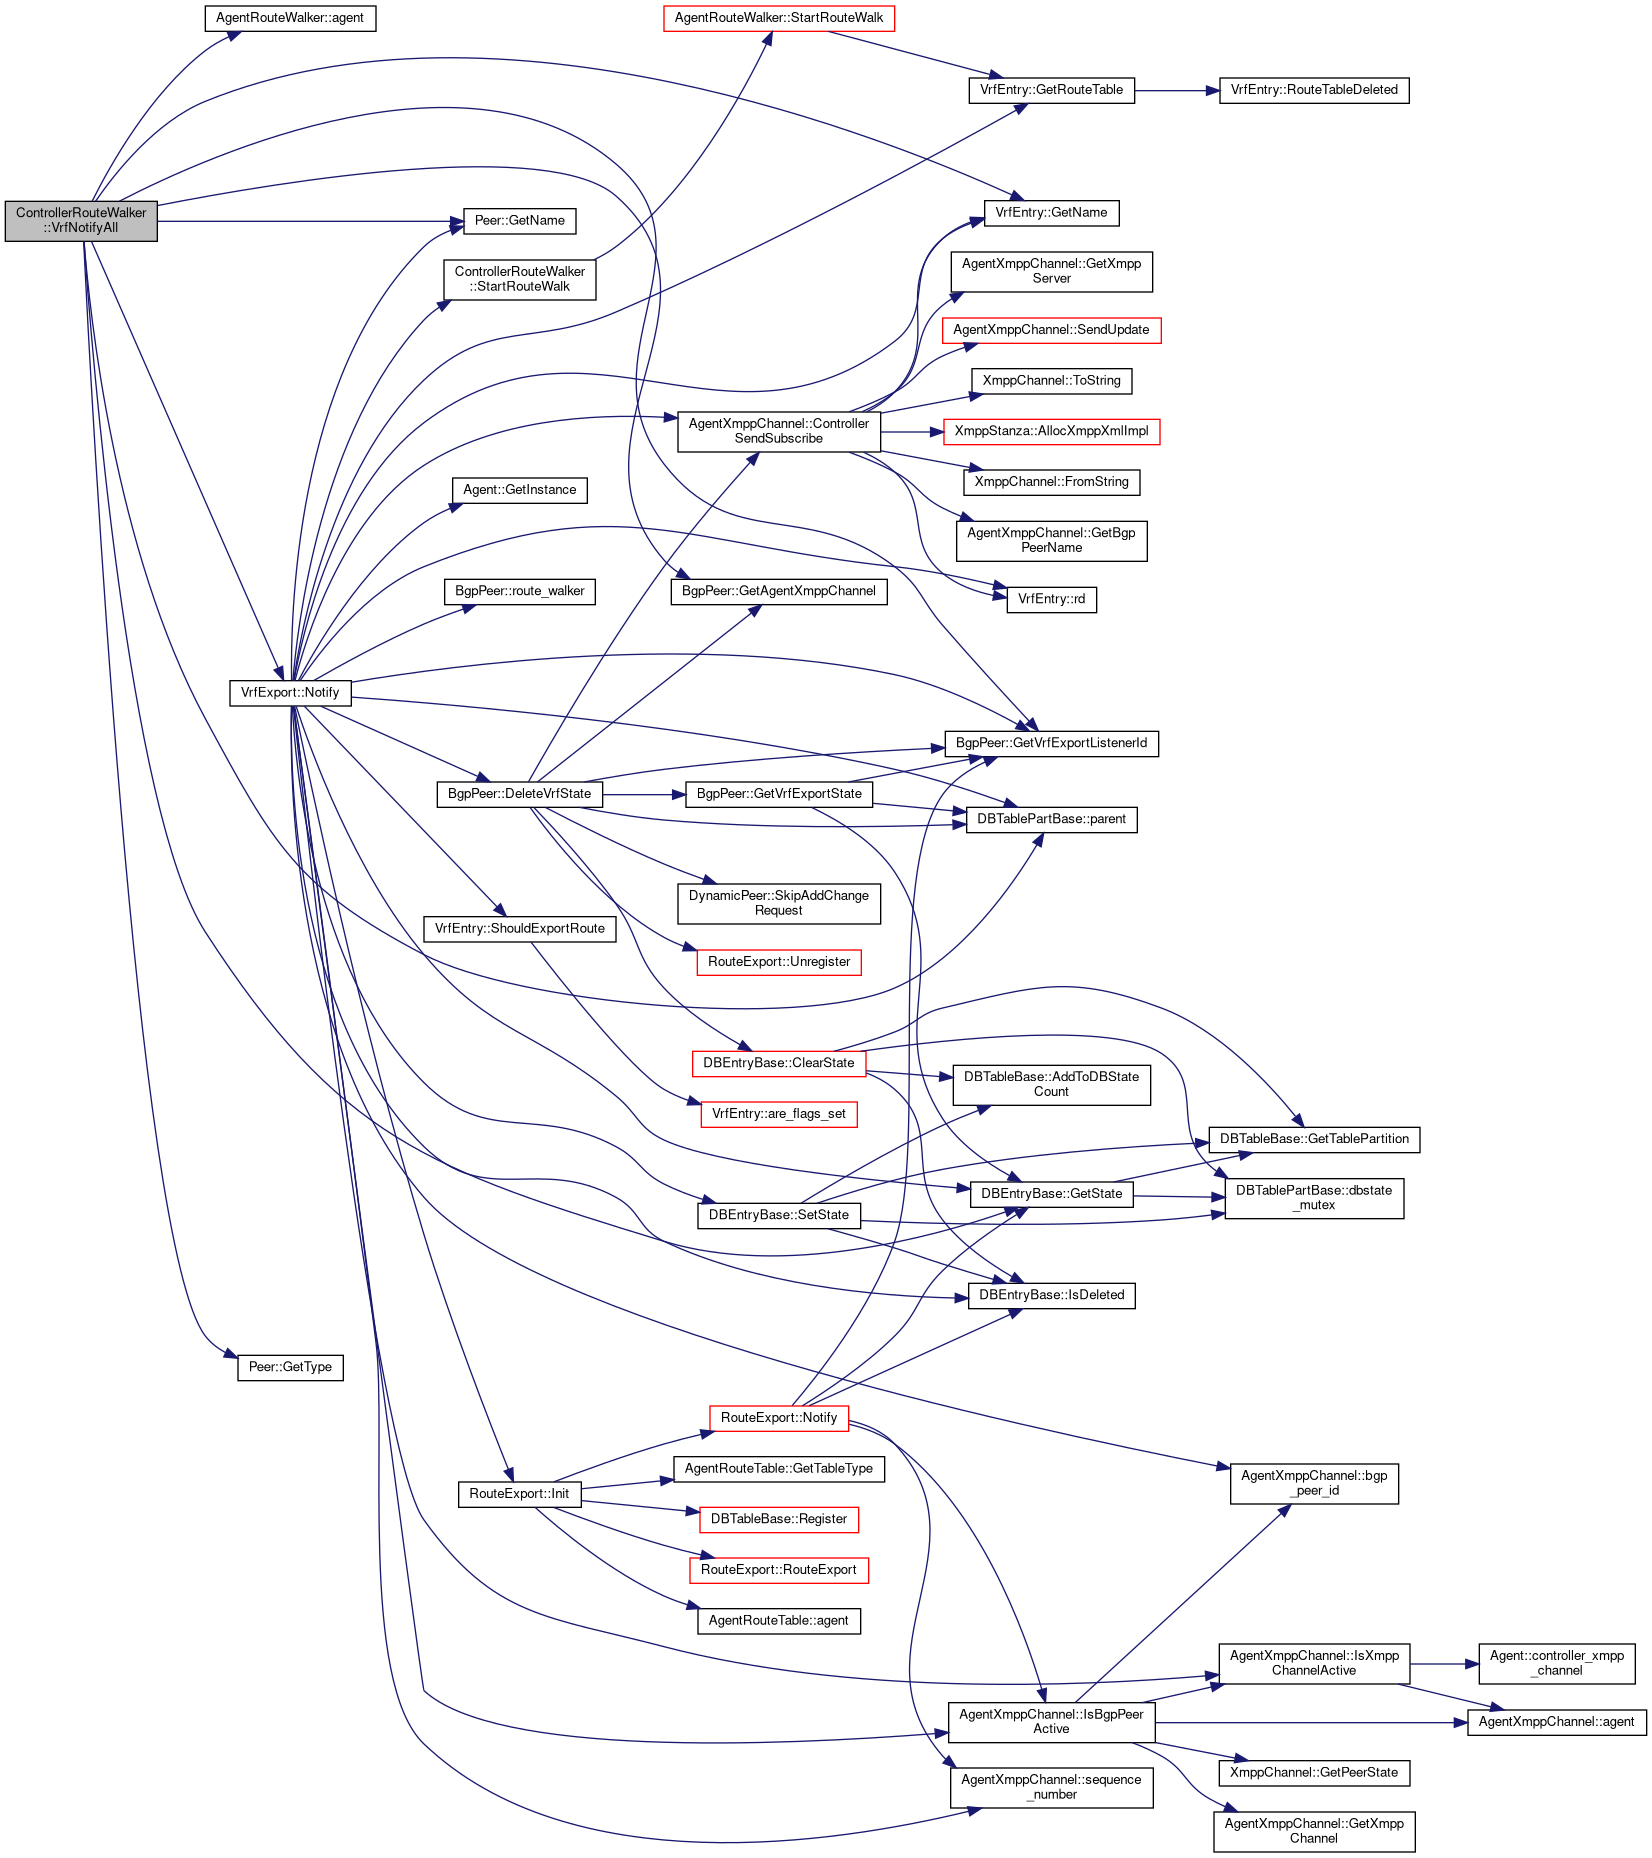 AgentRouteWalker::agent
AgentRouteWalker::StartRouteWalk
VrfEntry::GetRouteTable
VrfEntry::RouteTableDeleted
ControllerRouteWalker
::VrfNotifyAll
Peer::GetName
VrfEntry::GetName
ControllerRouteWalker
::StartRouteWalk
AgentXmppChannel::GetXmpp
Server
AgentXmppChannel::SendUpdate
XmppChannel::ToString
AgentXmppChannel::Controller
SendSubscribe
XmppStanza::AllocXmppXmlImpl
XmppChannel::FromString
Agent::GetInstance
AgentXmppChannel::GetBgp
PeerName
BgpPeer::route_walker
BgpPeer::GetAgentXmppChannel
VrfEntry::rd
VrfExport::Notify
BgpPeer::GetVrfExportListenerId
BgpPeer::DeleteVrfState
BgpPeer::GetVrfExportState
DBTablePartBase::parent
DynamicPeer::SkipAddChange
Request
VrfEntry::ShouldExportRoute
RouteExport::Unregister
DBEntryBase::ClearState
DBTableBase::AddToDBState
Count
VrfEntry::are_flags_set
DBTableBase::GetTablePartition
DBEntryBase::GetState
DBTablePartBase::dbstate
_mutex
DBEntryBase::SetState
DBEntryBase::IsDeleted
Peer::GetType
RouteExport::Notify
AgentRouteTable::GetTableType
AgentXmppChannel::bgp
_peer_id
RouteExport::Init
DBTableBase::Register
RouteExport::RouteExport
AgentRouteTable::agent
AgentXmppChannel::IsXmpp
ChannelActive
Agent::controller_xmpp
_channel
AgentXmppChannel::IsBgpPeer
Active
AgentXmppChannel::agent
XmppChannel::GetPeerState
AgentXmppChannel::sequence
_number
AgentXmppChannel::GetXmpp
Channel